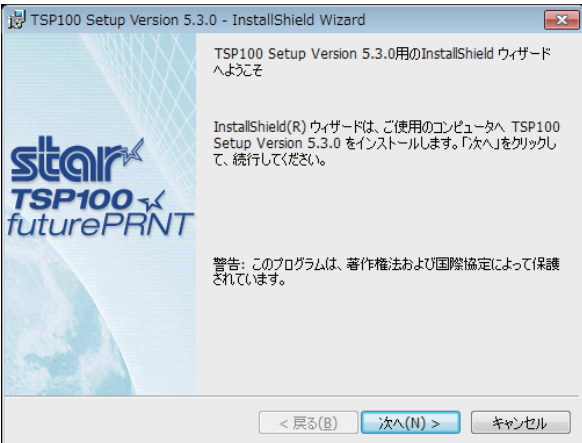 TSP100 Setup Version 5.3.0 - InstallShield Wizard
TSP100 Setup Version 5.3.0用のInstallShield ウィザード
へようこそ
InstallShield(R) ウィザードは、ご使用のコンピュータへ TSP100
Setup Version 5.3.0 をインストールします。「次へ」をクリックし
て、続行してください。
star
TSP100
futurePRNT
警告: このプログラムは、著作権法および国際協定によって保護
されています。
< 戻る(B)
次へ(N) >
キャンセル